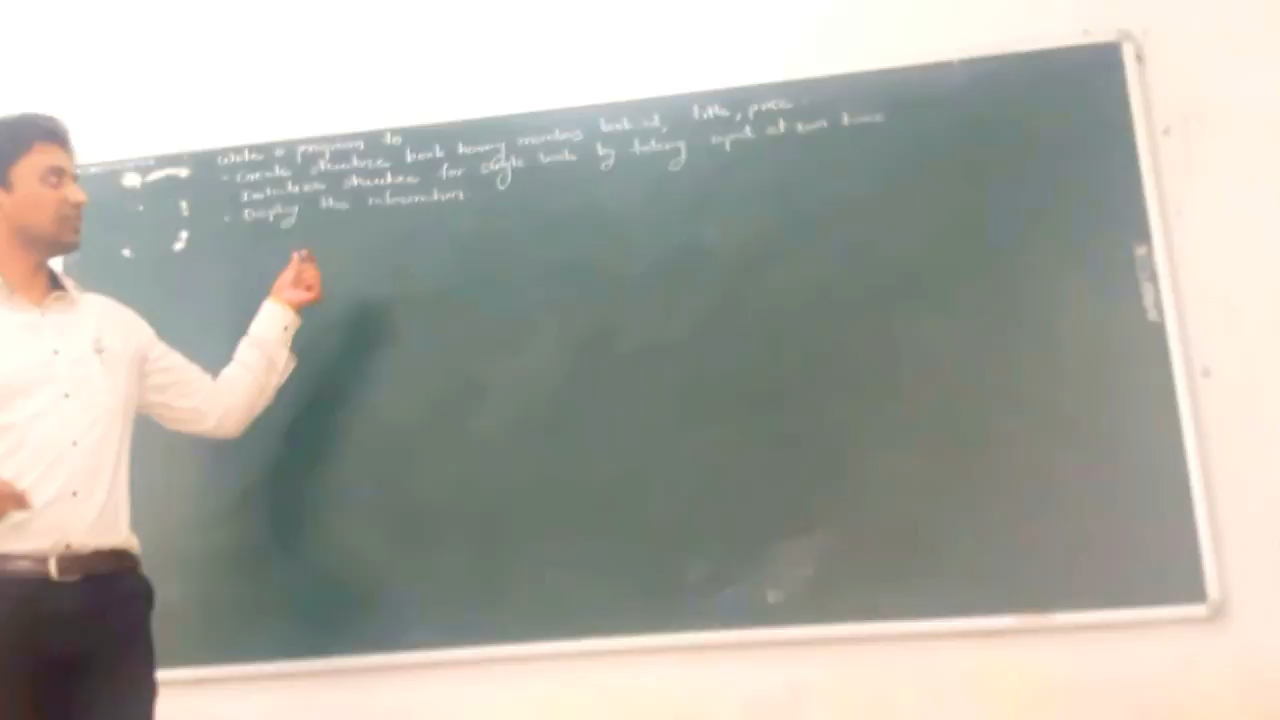 Write a program to
- Create structure book having members book id, title, price.
Initialize structure for single book by taking input at run time
- Display the information.